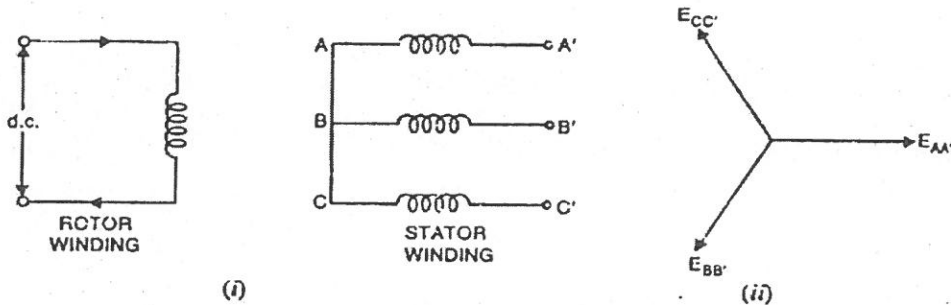 d.c.
ROTOR
WINDING
A
A'
B
B'
C
C'
STATOR
WINDING
(i)
E_CC'
E_AA'
E_BB'
(ii)